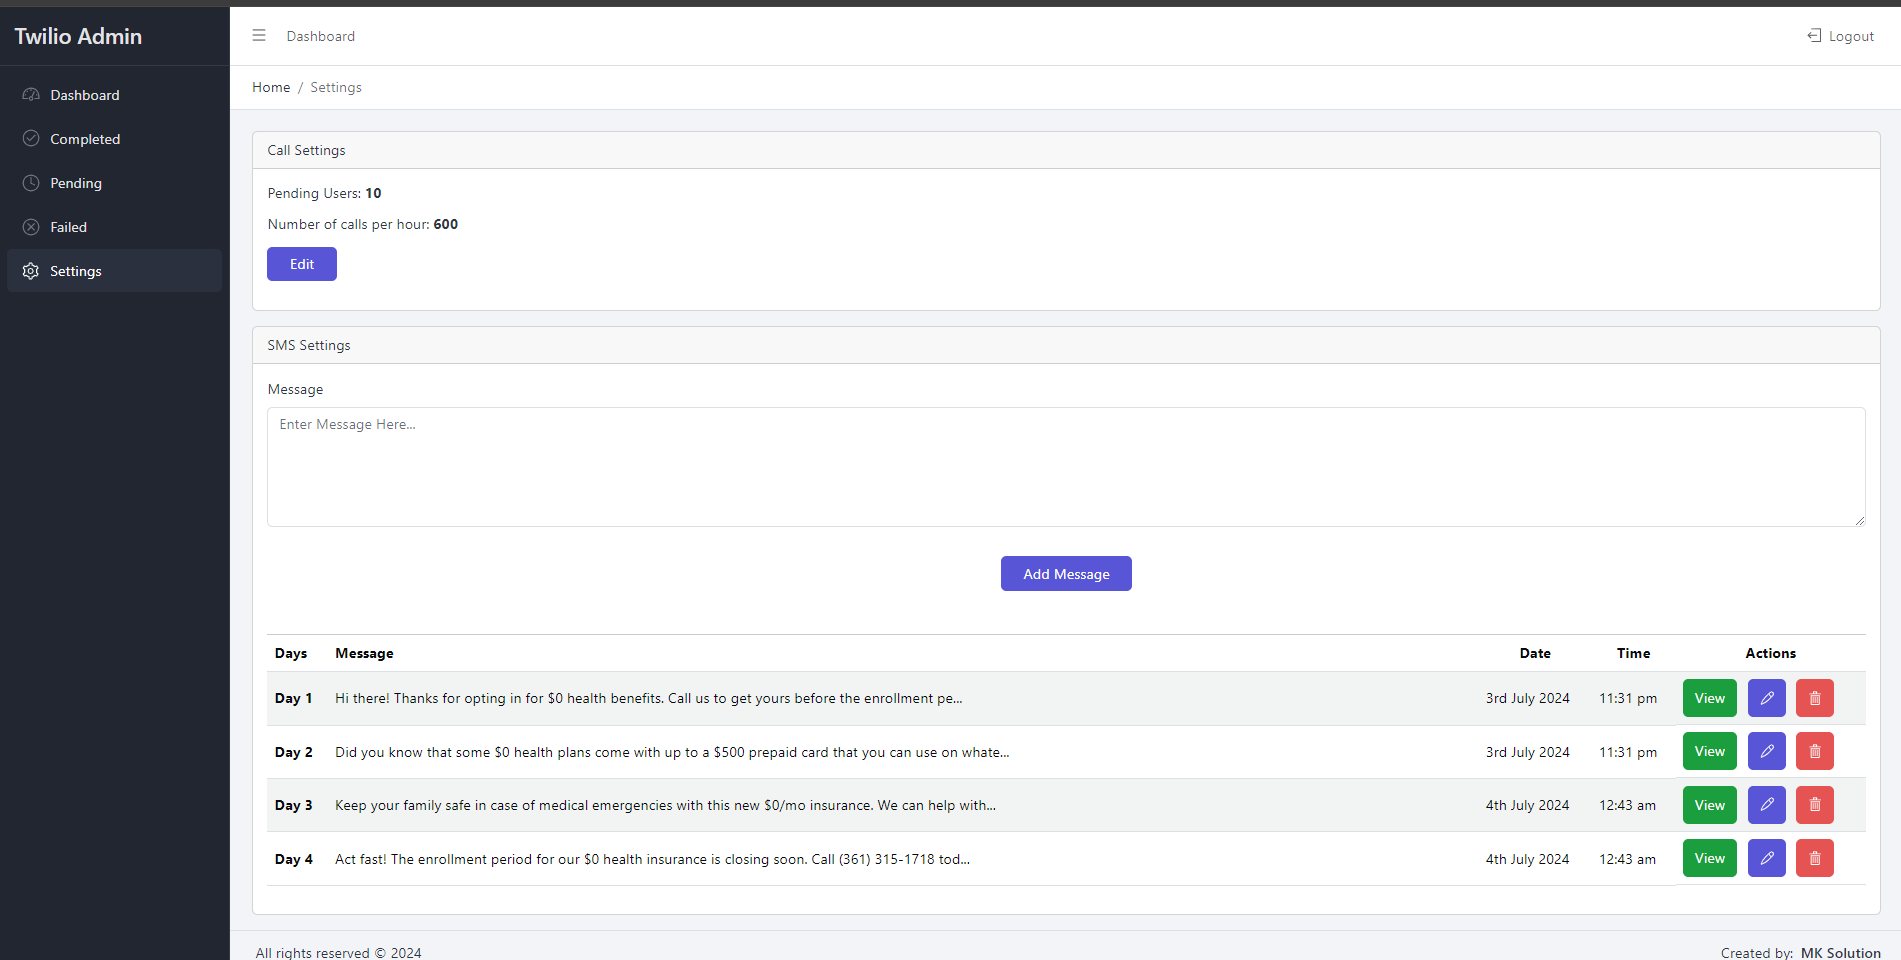 Twilio Admin
Dashboard
Logout
Dashboard
Completed
Pending
Failed
Settings
Home / Settings
Call Settings
Pending Users: 10
Number of calls per hour: 600
Edit
SMS Settings
Message
Enter Message Here...
Add Message
Days Message Date Time Actions
Day 1 Hi there! Thanks for opting in for $0 health benefits. Call us to get yours before the enrollment pe... 3rd July 2024 11:31 pm View
Day 2 Did you know that some $0 health plans come with up to a $500 prepaid card that you can use on whate... 3rd July 2024 11:31 pm View
Day 3 Keep your family safe in case of medical emergencies with this new $0/mo insurance. We can help with... 4th July 2024 12:43 am View
Day 4 Act fast! The enrollment period for our $0 health insurance is closing soon. Call (361) 315-1718 tod... 4th July 2024 12:43 am View
All rights reserved © 2024
Created by: MK Solution